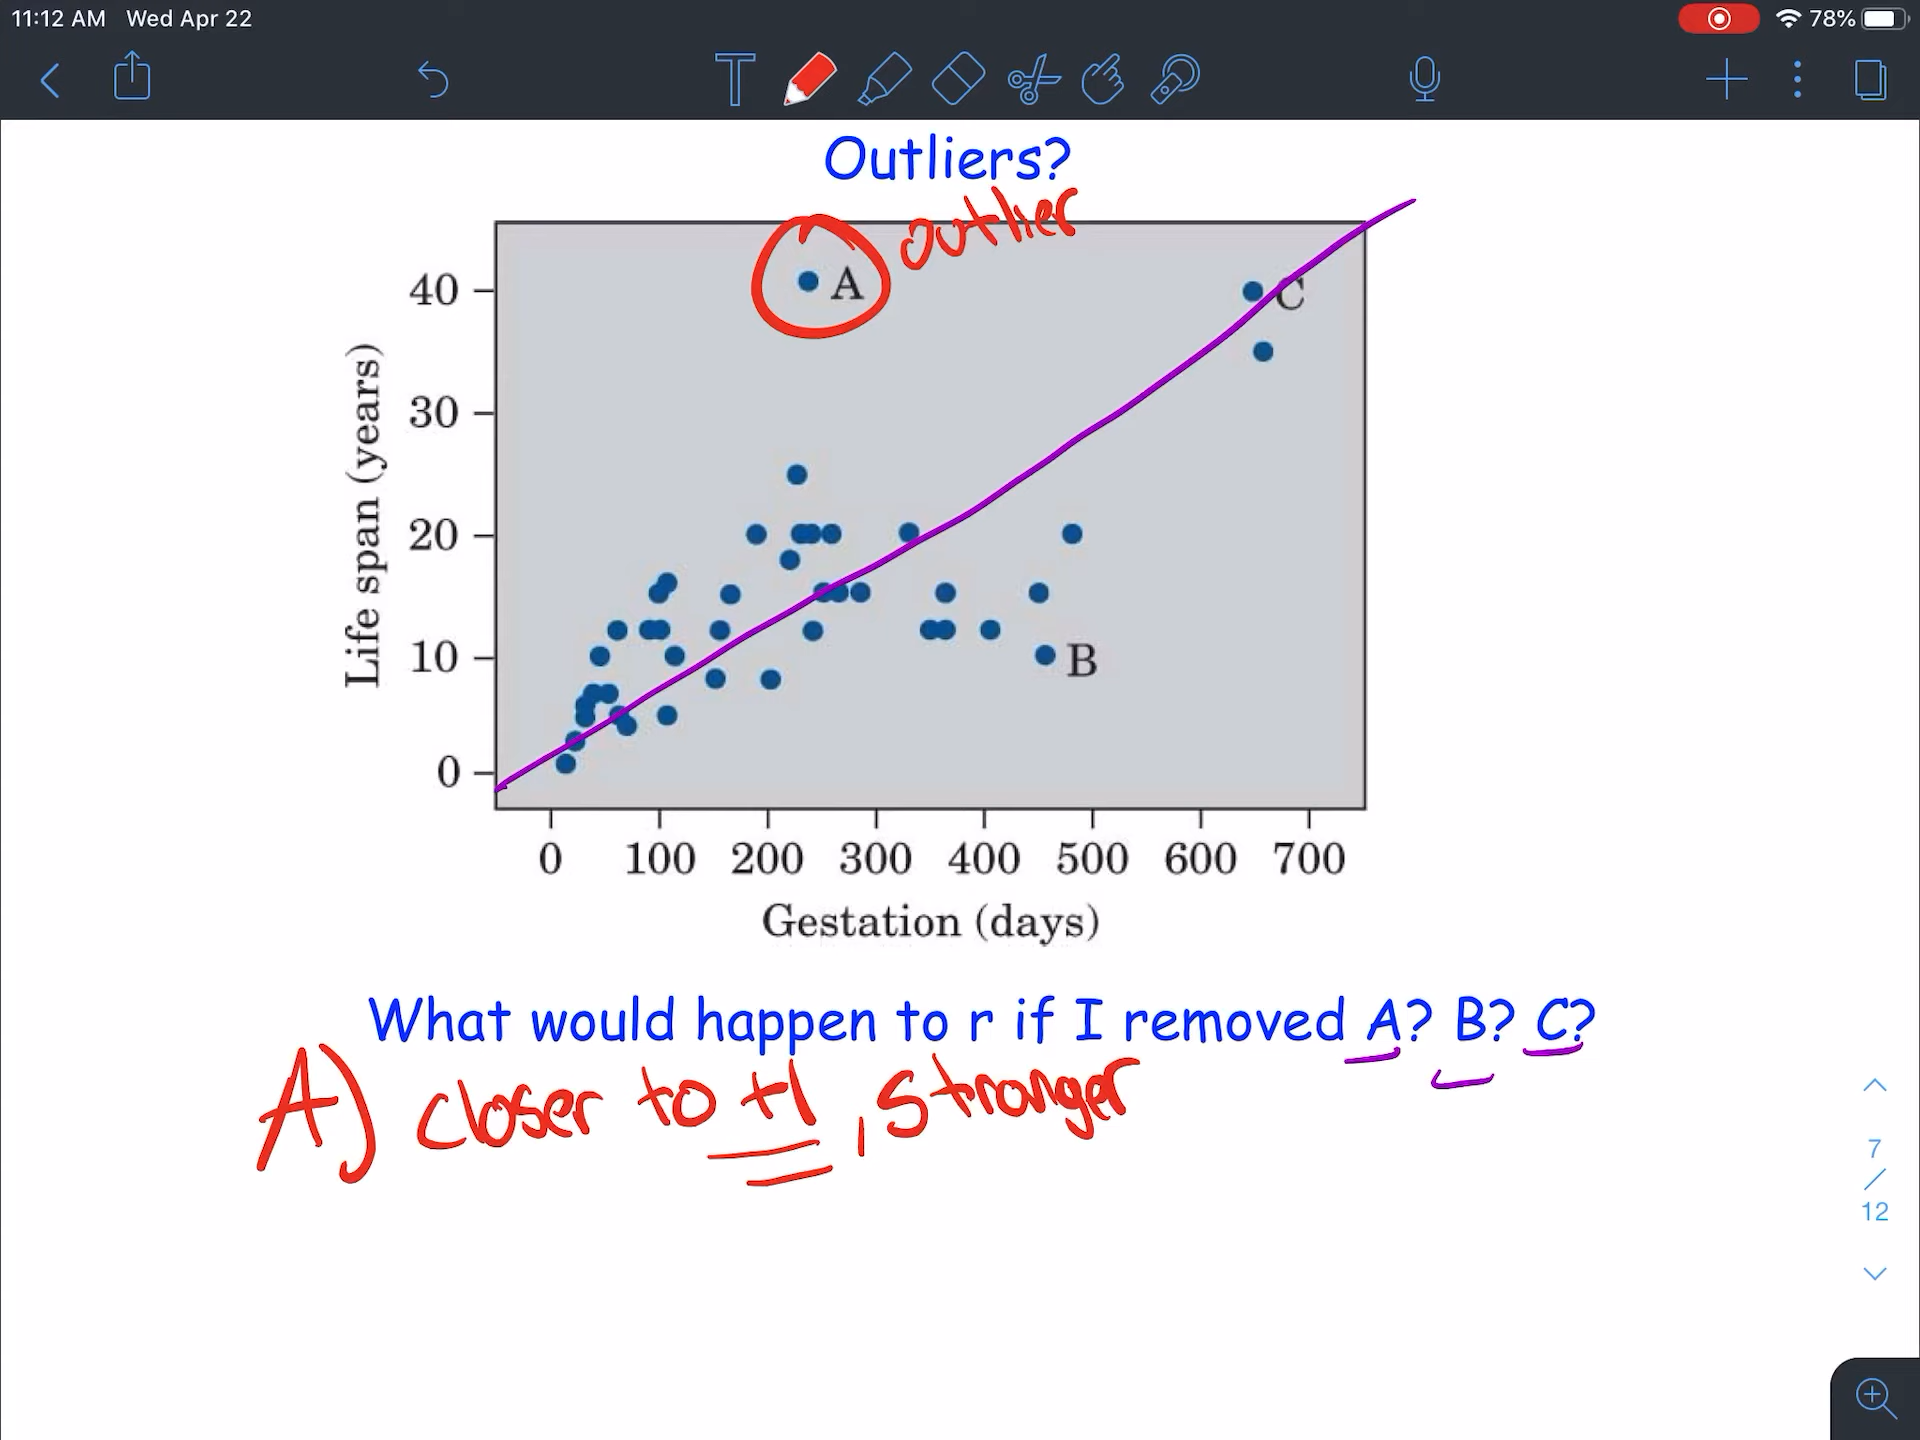 11:12 AM Wed Apr 22
78%
T
Outliers?
outlier
A
C
B
40
30
20
10
0
Life span (years)
0 100 200 300 400 500 600 700
Gestation (days)
What would happen to r if I removed A? B? C?
A) closer to +1, stronger
7
/
12